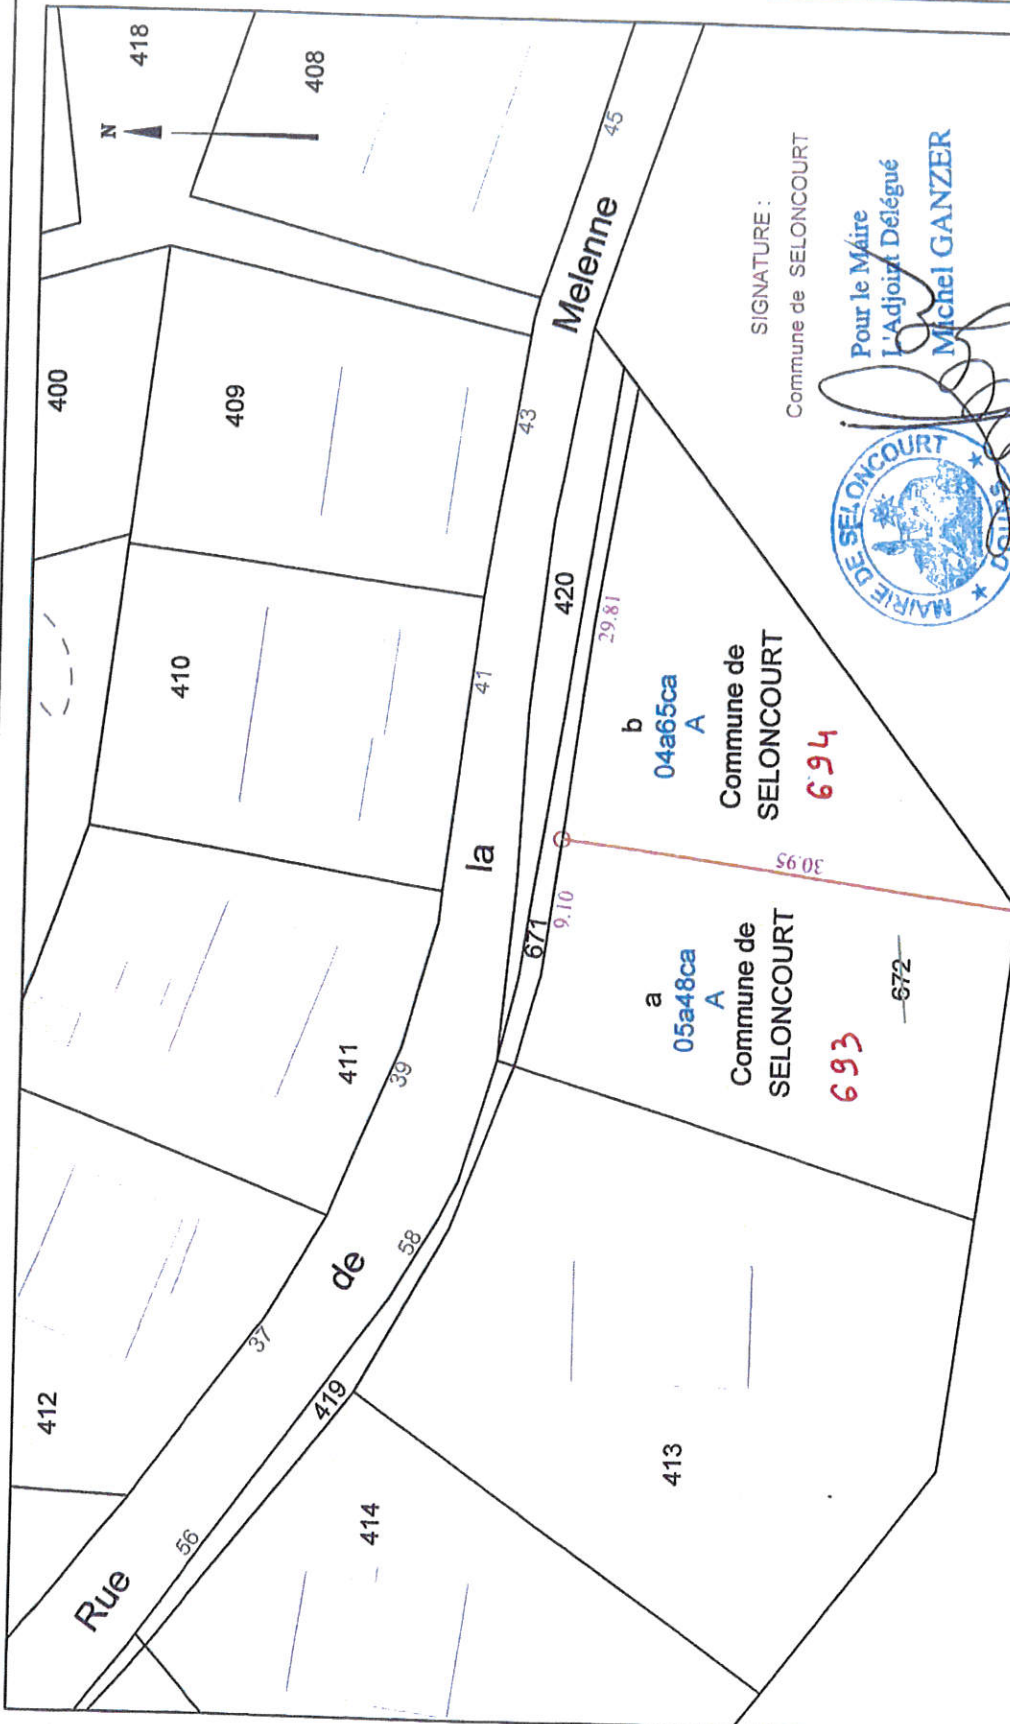 418
408
N
400
409
410
411
412
45
43
41
39
37
Rue
de
la
Melenne
56
58
419
420
671
414
413
29.81
9.10
30.95
a
05a48ca
A
Commune de
SELONCOURT
693
672
b
04a65ca
A
Commune de
SELONCOURT
694
SIGNATURE :
Commune de SELONCOURT
Pour le Maire
L'Adjoint Délégué
Michel GANZER
MAIRIE DE SELONCOURT
★ DOUBS ★